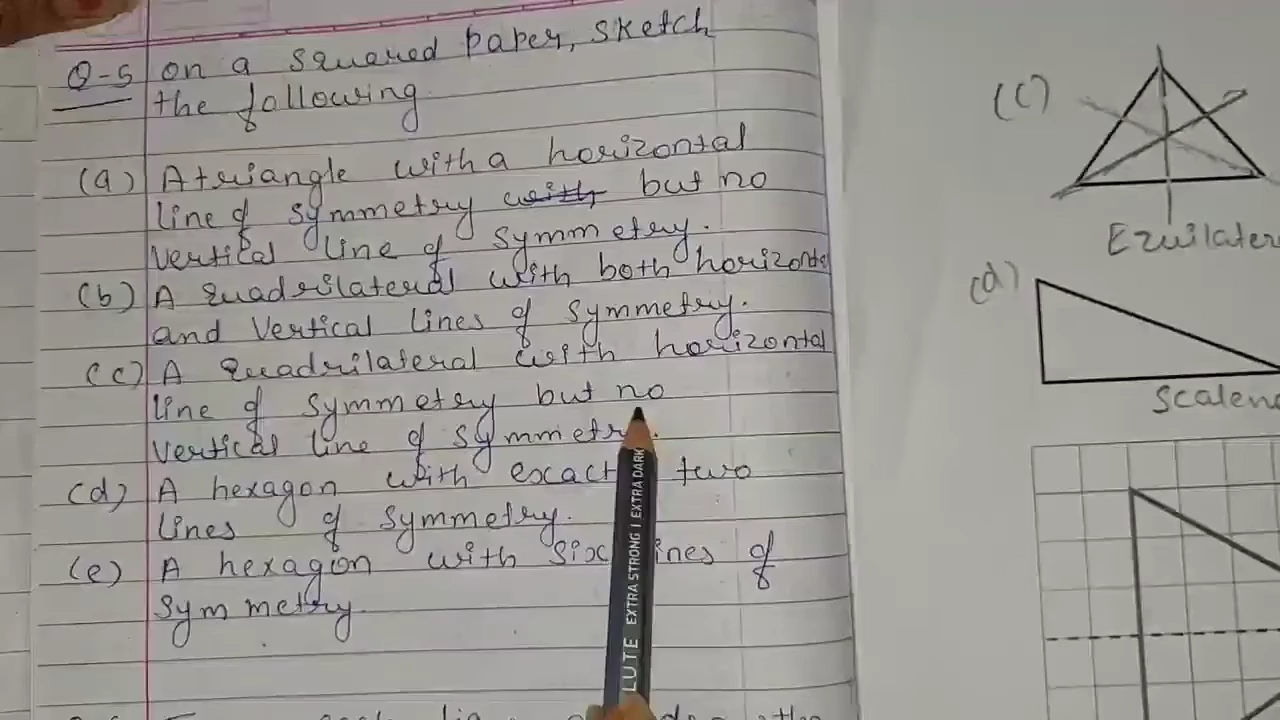 Q-5 on a squared paper, sketch
the following
(a) A triangle with a horizontal
line of symmetry with but no
vertical line of symmetry.
(b) A quadrilateral with both horizontal
and vertical lines of symmetry.
(c) A quadrilateral with horizontal
line of symmetry but no
vertical line of symmetr
(d) A hexagon with exact two
lines of symmetry.
(e) A hexagon with six lines of
symmetry.
(c)
Equilater
(d)
Scalen
LUTE EXTRA STRONG I EXTRA DARK